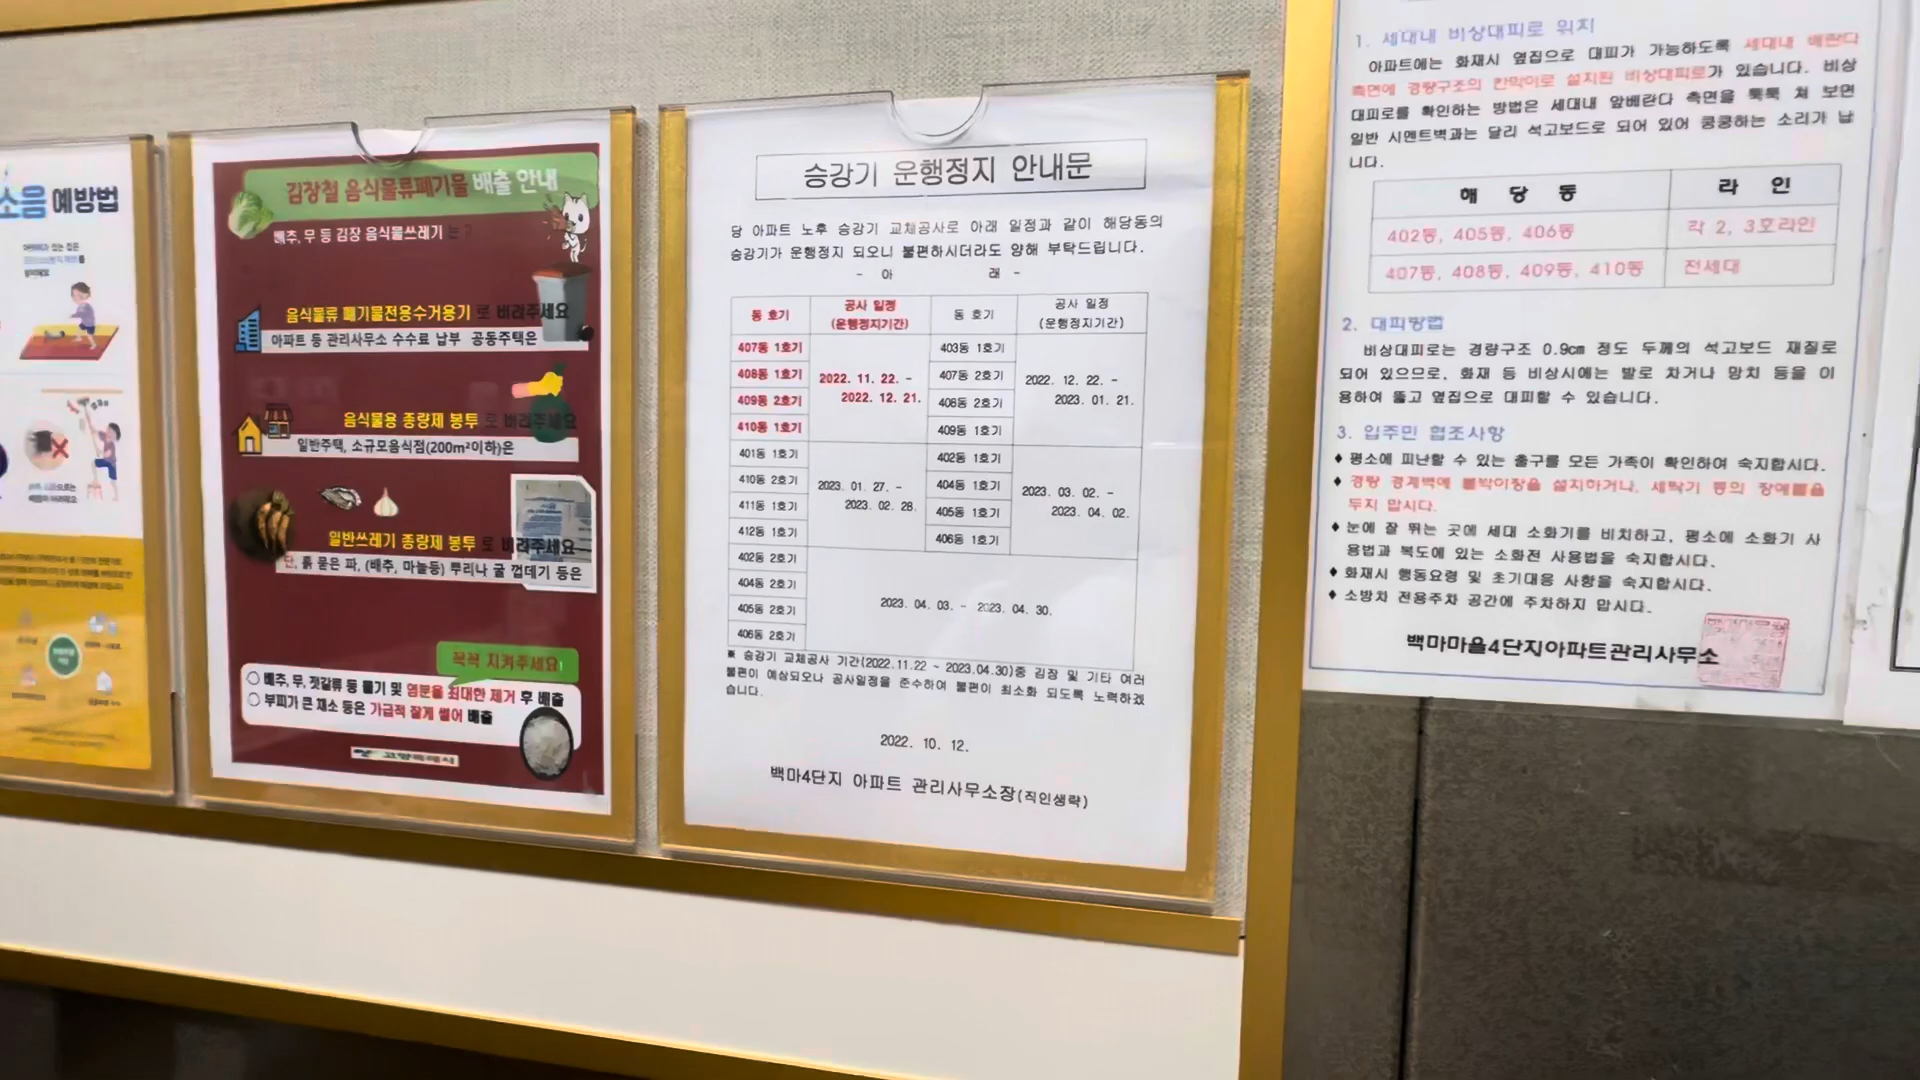 소음 예방법
김장철 음식물류폐기물 배출 안내
배추, 무 등 김장 음식물쓰레기 는 ?
음식물류 폐기물전용수거용기 로 버려주세요
아파트 등 관리사무소 수수료 납부 공동주택은
음식물용 종량제 봉투 로 버려주세요
일반주택, 소규모음식점(200m²이하)은
일반쓰레기 종량제 봉투 로 버려주세요
단, 흙 묻은 파, (배추, 마늘등) 뿌리나 굴 껍데기 등은
꼭꼭 지켜주세요!
○ 배추, 무, 젓갈류 등 물기 및 염분을 최대한 제거 후 배출
○ 부피가 큰 채소 등은 가급적 잘게 썰어 배출
승강기 운행정지 안내문
당 아파트 노후 승강기 교체공사로 아래 일정과 같이 해당동의
승강기가 운행정지 되오니 불편하시더라도 양해 부탁드립니다.
- 아 래 -
동 호기 공사 일정 (운행정지기간) 동 호기 공사 일정 (운행정지기간)
407동 1호기 403동 1호기
408동 1호기 2022. 11. 22. - 407동 2호기 2022. 12. 22. -
409동 2호기 2022. 12. 21. 408동 2호기 2023. 01. 21.
410동 1호기 409동 1호기
401동 1호기 402동 1호기
410동 2호기 2023. 01. 27. - 404동 1호기 2023. 03. 02. -
411동 1호기 2023. 02. 28. 405동 1호기 2023. 04. 02.
412동 1호기 406동 1호기
402동 2호기
404동 2호기
2023. 04. 03. - 2023. 04. 30.
405동 2호기
406동 2호기
※ 승강기 교체공사 기간(2022.11.22 ~ 2023.04.30)중 김장 및 기타 여러
불편이 예상되오나 공사일정을 준수하여 불편이 최소화 되도록 노력하겠
습니다.
2022. 10. 12.
백마4단지 아파트 관리사무소장(직인생략)
1. 세대내 비상대피로 위치
아파트에는 화재시 옆집으로 대피가 가능하도록 세대내 베란다
측면에 경량구조의 칸막이로 설치된 비상대피로가 있습니다. 비상
대피로를 확인하는 방법은 세대내 앞베란다 측면을 툭툭 쳐 보면
일반 시멘트벽과는 달리 석고보드로 되어 있어 쿵쿵하는 소리가 납
니다.
해 당 동 라 인
402동, 405동, 406동 각 2, 3호라인
407동, 408동, 409동, 410동 전세대
2. 대피방법
비상대피로는 경량구조 0.9cm 정도 두께의 석고보드 재질로
되어 있으므로, 화재 등 비상시에는 발로 차거나 망치 등을 이
용하여 뚫고 옆집으로 대피할 수 있습니다.
3. 입주민 협조사항
♦ 평소에 피난할 수 있는 출구를 모든 가족이 확인하여 숙지합시다.
♦ 경량 경계벽에 붙박이장을 설치하거나, 세탁기 등의 장애물을
두지 맙시다.
♦ 눈에 잘 뛰는 곳에 세대 소화기를 비치하고, 평소에 소화기 사
용법과 복도에 있는 소화전 사용법을 숙지합시다.
♦ 화재시 행동요령 및 초기대응 사항을 숙지합시다.
♦ 소방차 전용주차 공간에 주차하지 맙시다.
백마마을4단지아파트관리사무소